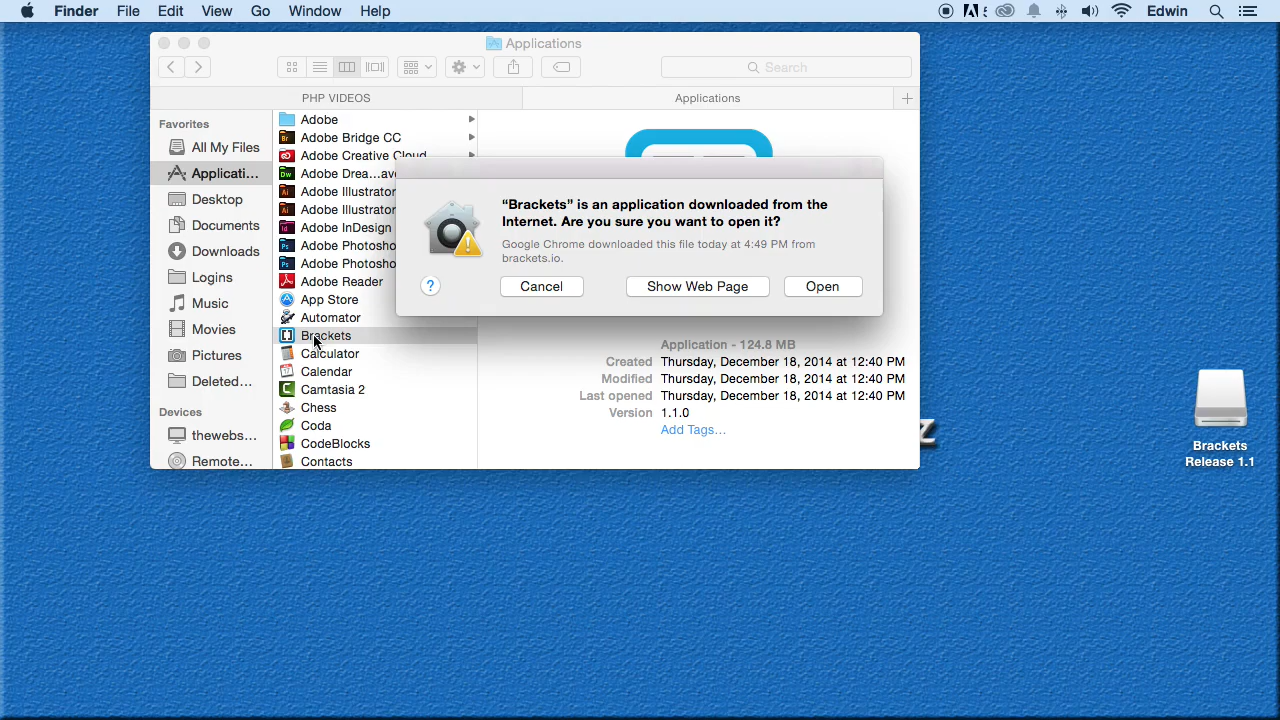 Finder File Edit View Go Window Help
5 Edwin
Applications
Search
PHP VIDEOS
Applications
Favorites
All My Files
Applicati...
Desktop
Documents
Downloads
Logins
Music
Movies
Pictures
Deleted...
Devices
thewebs...
Remote...
Adobe
Adobe Bridge CC
Adobe Creative Cloud
Adobe Drea...av
Adobe Illustrator
Adobe Illustrator
Adobe InDesign
Adobe Photosho
Adobe Photosho
Adobe Reader
App Store
Automator
Brackets
Calculator
Calendar
Camtasia 2
Chess
Coda
CodeBlocks
Contacts
“Brackets” is an application downloaded from the
Internet. Are you sure you want to open it?
Google Chrome downloaded this file today at 4:49 PM from
brackets.io.
?
Cancel
Show Web Page
Open
Application - 124.8 MB
Created Thursday, December 18, 2014 at 12:40 PM
Modified Thursday, December 18, 2014 at 12:40 PM
Last opened Thursday, December 18, 2014 at 12:40 PM
Version 1.1.0
Add Tags…
Brackets
Release 1.1